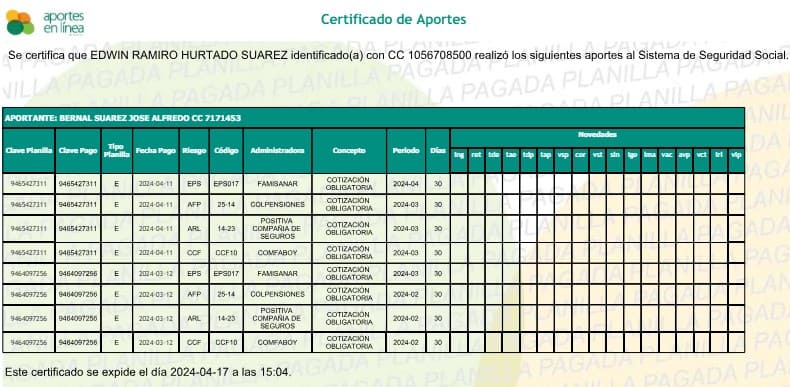 aportes
en línea
Certificado de Aportes
Se certifica que EDWIN RAMIRO HURTADO SUAREZ identificado(a) con CC 1056708500 realizó los siguientes aportes al Sistema de Seguridad Social.
PLANILLA PAGADA PLANILLA PAGADA PLANILLA PAGADA
APORTANTE: BERNAL SUAREZ JOSE ALFREDO CC 7171453
Clave Planilla Clave Pago Tipo Planilla Fecha Pago Riesgo Código Administradora Concepto Periodo Días Novedades
ing ret tde tae tdp tap vsp cor vst sln ige lma vac avp vct irl vip
9465427311 9465427311 E 2024-04-11 EPS EPS017 FAMISANAR COTIZACIÓN OBLIGATORIA 2024-04 30
9465427311 9465427311 E 2024-04-11 AFP 25-14 COLPENSIONES COTIZACIÓN OBLIGATORIA 2024-03 30
9465427311 9465427311 E 2024-04-11 ARL 14-23 POSITIVA COMPAÑIA DE SEGUROS COTIZACIÓN OBLIGATORIA 2024-03 30
9465427311 9465427311 E 2024-04-11 CCF CCF10 COMFABOY COTIZACIÓN OBLIGATORIA 2024-03 30
9464097256 9464097256 E 2024-03-12 EPS EPS017 FAMISANAR COTIZACIÓN OBLIGATORIA 2024-03 30
9464097256 9464097256 E 2024-03-12 AFP 25-14 COLPENSIONES COTIZACIÓN OBLIGATORIA 2024-02 30
9464097256 9464097256 E 2024-03-12 ARL 14-23 POSITIVA COMPAÑIA DE SEGUROS COTIZACIÓN OBLIGATORIA 2024-02 30
9464097256 9464097256 E 2024-03-12 CCF CCF10 COMFABOY COTIZACIÓN OBLIGATORIA 2024-02 30
Este certificado se expide el día 2024-04-17 a las 15:04.